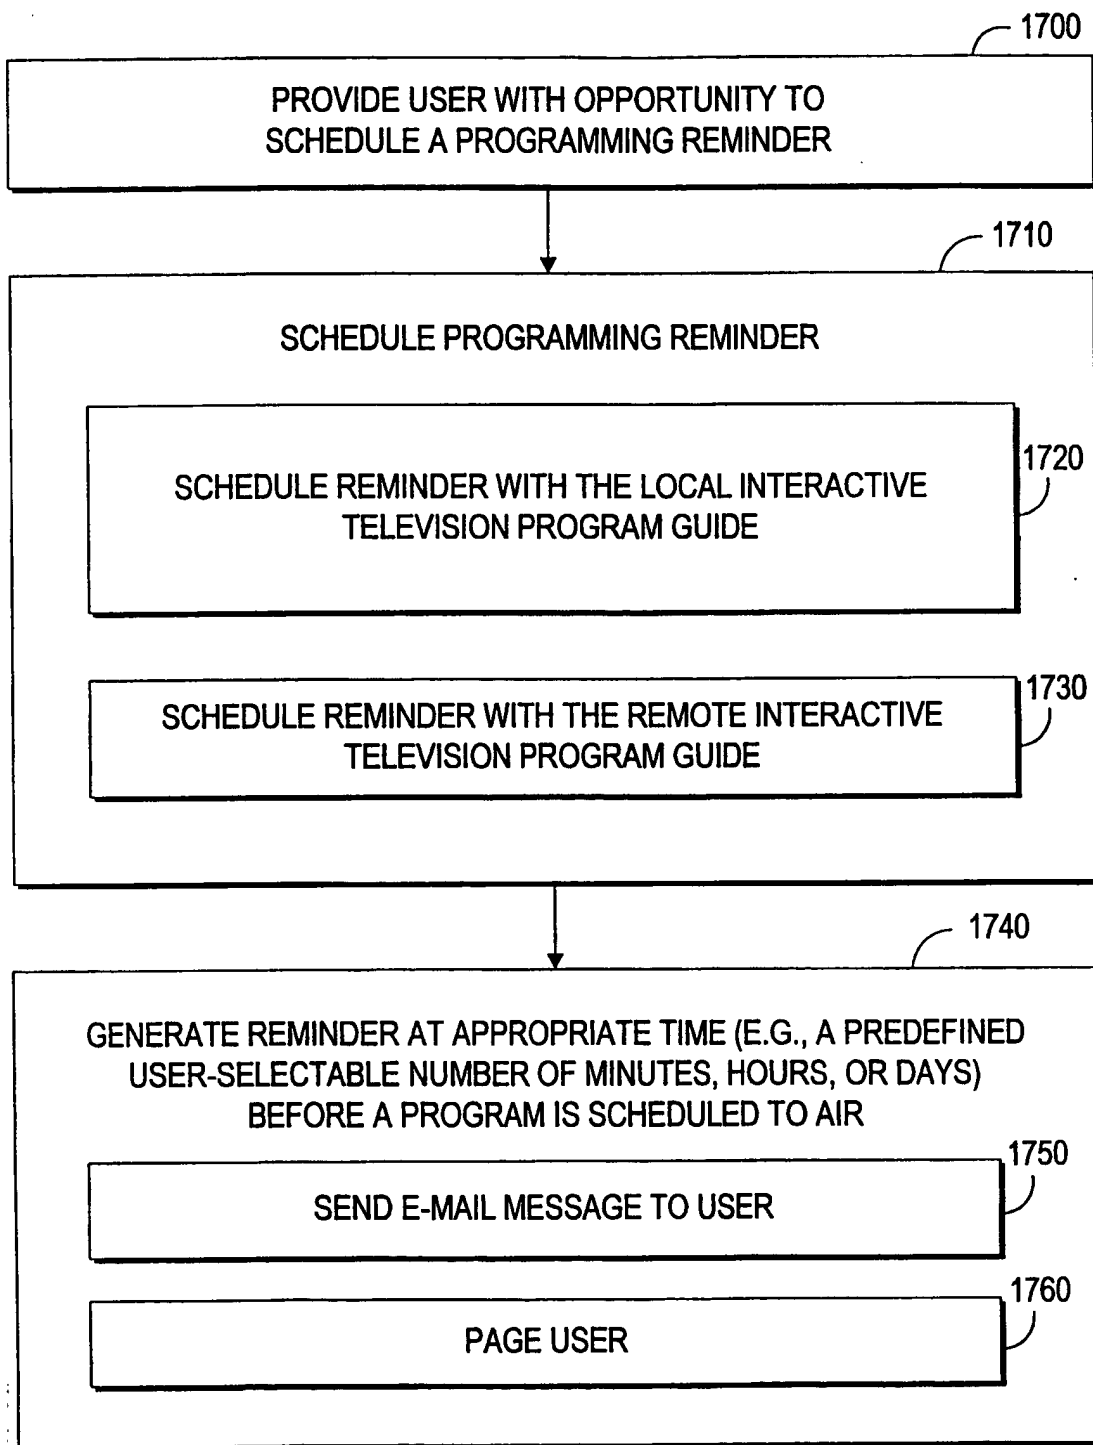 1700
PROVIDE USER WITH OPPORTUNITY TO
SCHEDULE A PROGRAMMING REMINDER
1710
SCHEDULE PROGRAMMING REMINDER
1720
SCHEDULE REMINDER WITH THE LOCAL INTERACTIVE
TELEVISION PROGRAM GUIDE
1730
SCHEDULE REMINDER WITH THE REMOTE INTERACTIVE
TELEVISION PROGRAM GUIDE
1740
GENERATE REMINDER AT APPROPRIATE TIME (E.G., A PREDEFINED
USER-SELECTABLE NUMBER OF MINUTES, HOURS, OR DAYS)
BEFORE A PROGRAM IS SCHEDULED TO AIR
1750
SEND E-MAIL MESSAGE TO USER
1760
PAGE USER